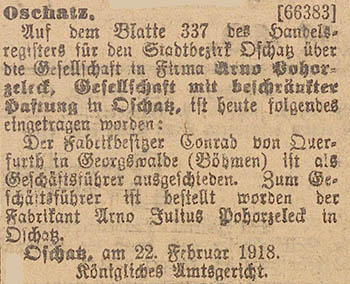 Oschatz. [66383]
Auf dem Blatte 337 des Handels-
registers für den Stadtbezirk Oschatz über
die Gesellschaft in Firma Arno Pohor-
zeleck, Gesellschaft mit beschränkter
Haftung in Oschatz, ist heute folgendes
eingetragen worden:
Der Fabrikbesitzer Conrad von Quer-
furth in Georgswalde (Böhmen) ist als
Geschäftsführer ausgeschieden. Zum Ge-
schäftsführer ist bestellt worden der
Fabrikant Arno Julius Pohorzeleck in
Oschatz.
Oschatz, am 22. Februar 1918.
Königliches Amtsgericht.